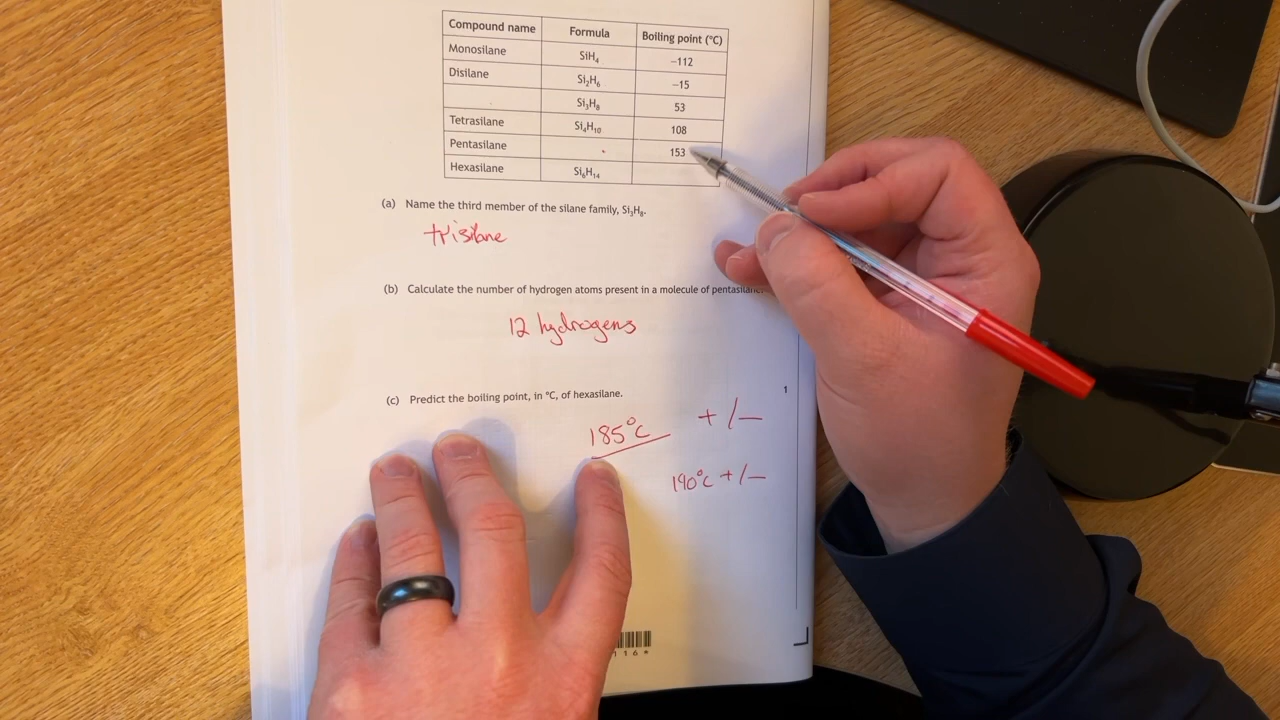 Compound name Formula Boiling point (°C)
Monosilane SiH₄ −112
Disilane Si₂H₆ −15
Si₃H₈ 53
Tetrasilane Si₄H₁₀ 108
Pentasilane 153
Hexasilane Si₆H₁₄
(a) Name the third member of the silane family, Si₃H₈.
trisilane
(b) Calculate the number of hydrogen atoms present in a molecule of pentasilane.
12 hydrogens
1
(c) Predict the boiling point, in °C, of hexasilane.
185°C +/−
190°C +/−
116*